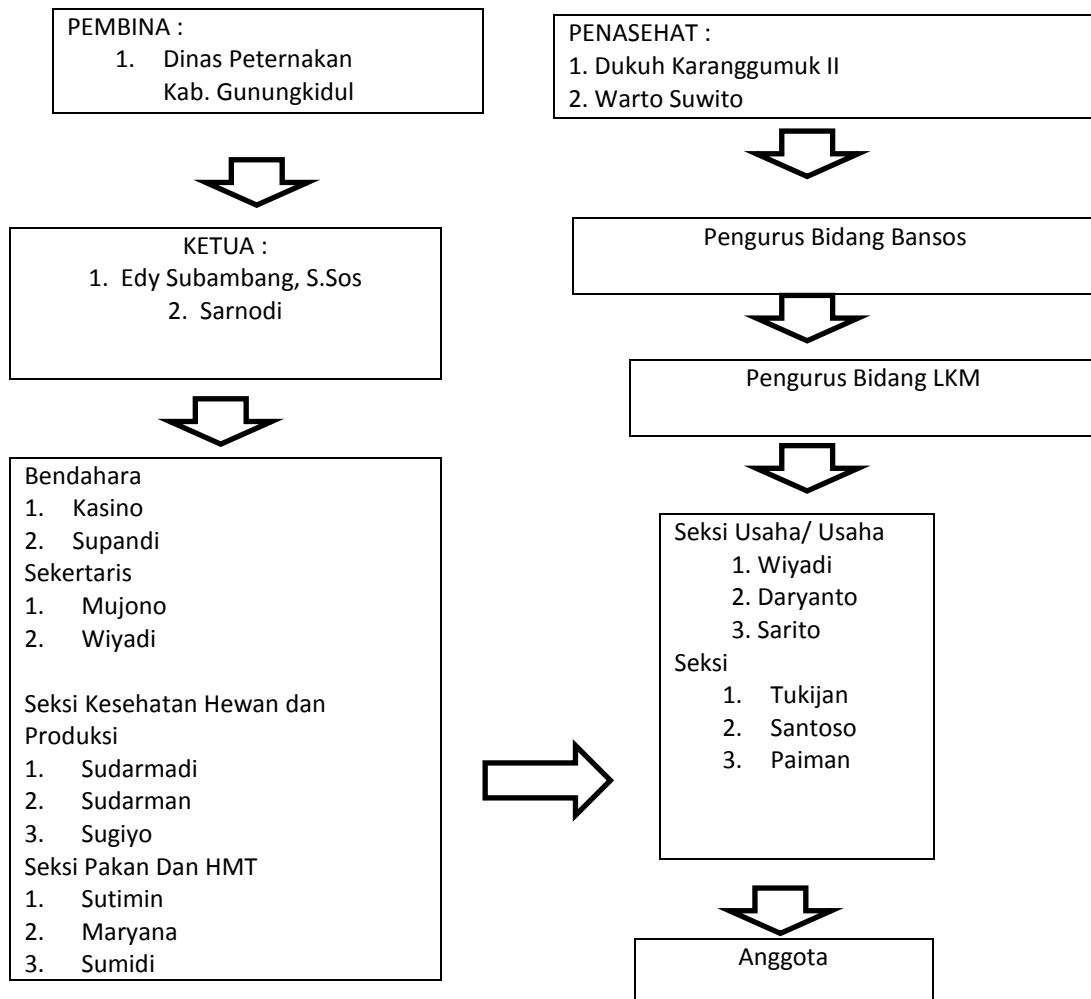 PEMBINA :
1. Dinas Peternakan
Kab. Gunungkidul
PENASEHAT :
1. Dukuh Karanggumuk II
2. Warto Suwito
KETUA :
1. Edy Subambang, S.Sos
2. Sarnodi
Pengurus Bidang Bansos
Pengurus Bidang LKM
Bendahara
1. Kasino
2. Supandi
Sekertaris
1. Mujono
2. Wiyadi
Seksi Kesehatan Hewan dan
Produksi
1. Sudarmadi
2. Sudarman
3. Sugiyo
Seksi Pakan Dan HMT
1. Sutimin
2. Maryana
3. Sumidi
Seksi Usaha/ Usaha
1. Wiyadi
2. Daryanto
3. Sarito
Seksi
1. Tukijan
2. Santoso
3. Paiman
Anggota